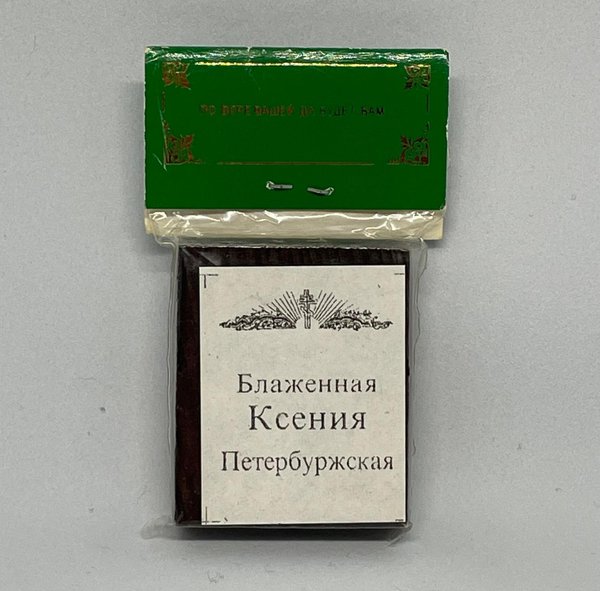 ПО ВЕРЕ ВАШЕЙ ДА БУДЕТ ВАМ
Блаженная
Ксения
Петербуржская